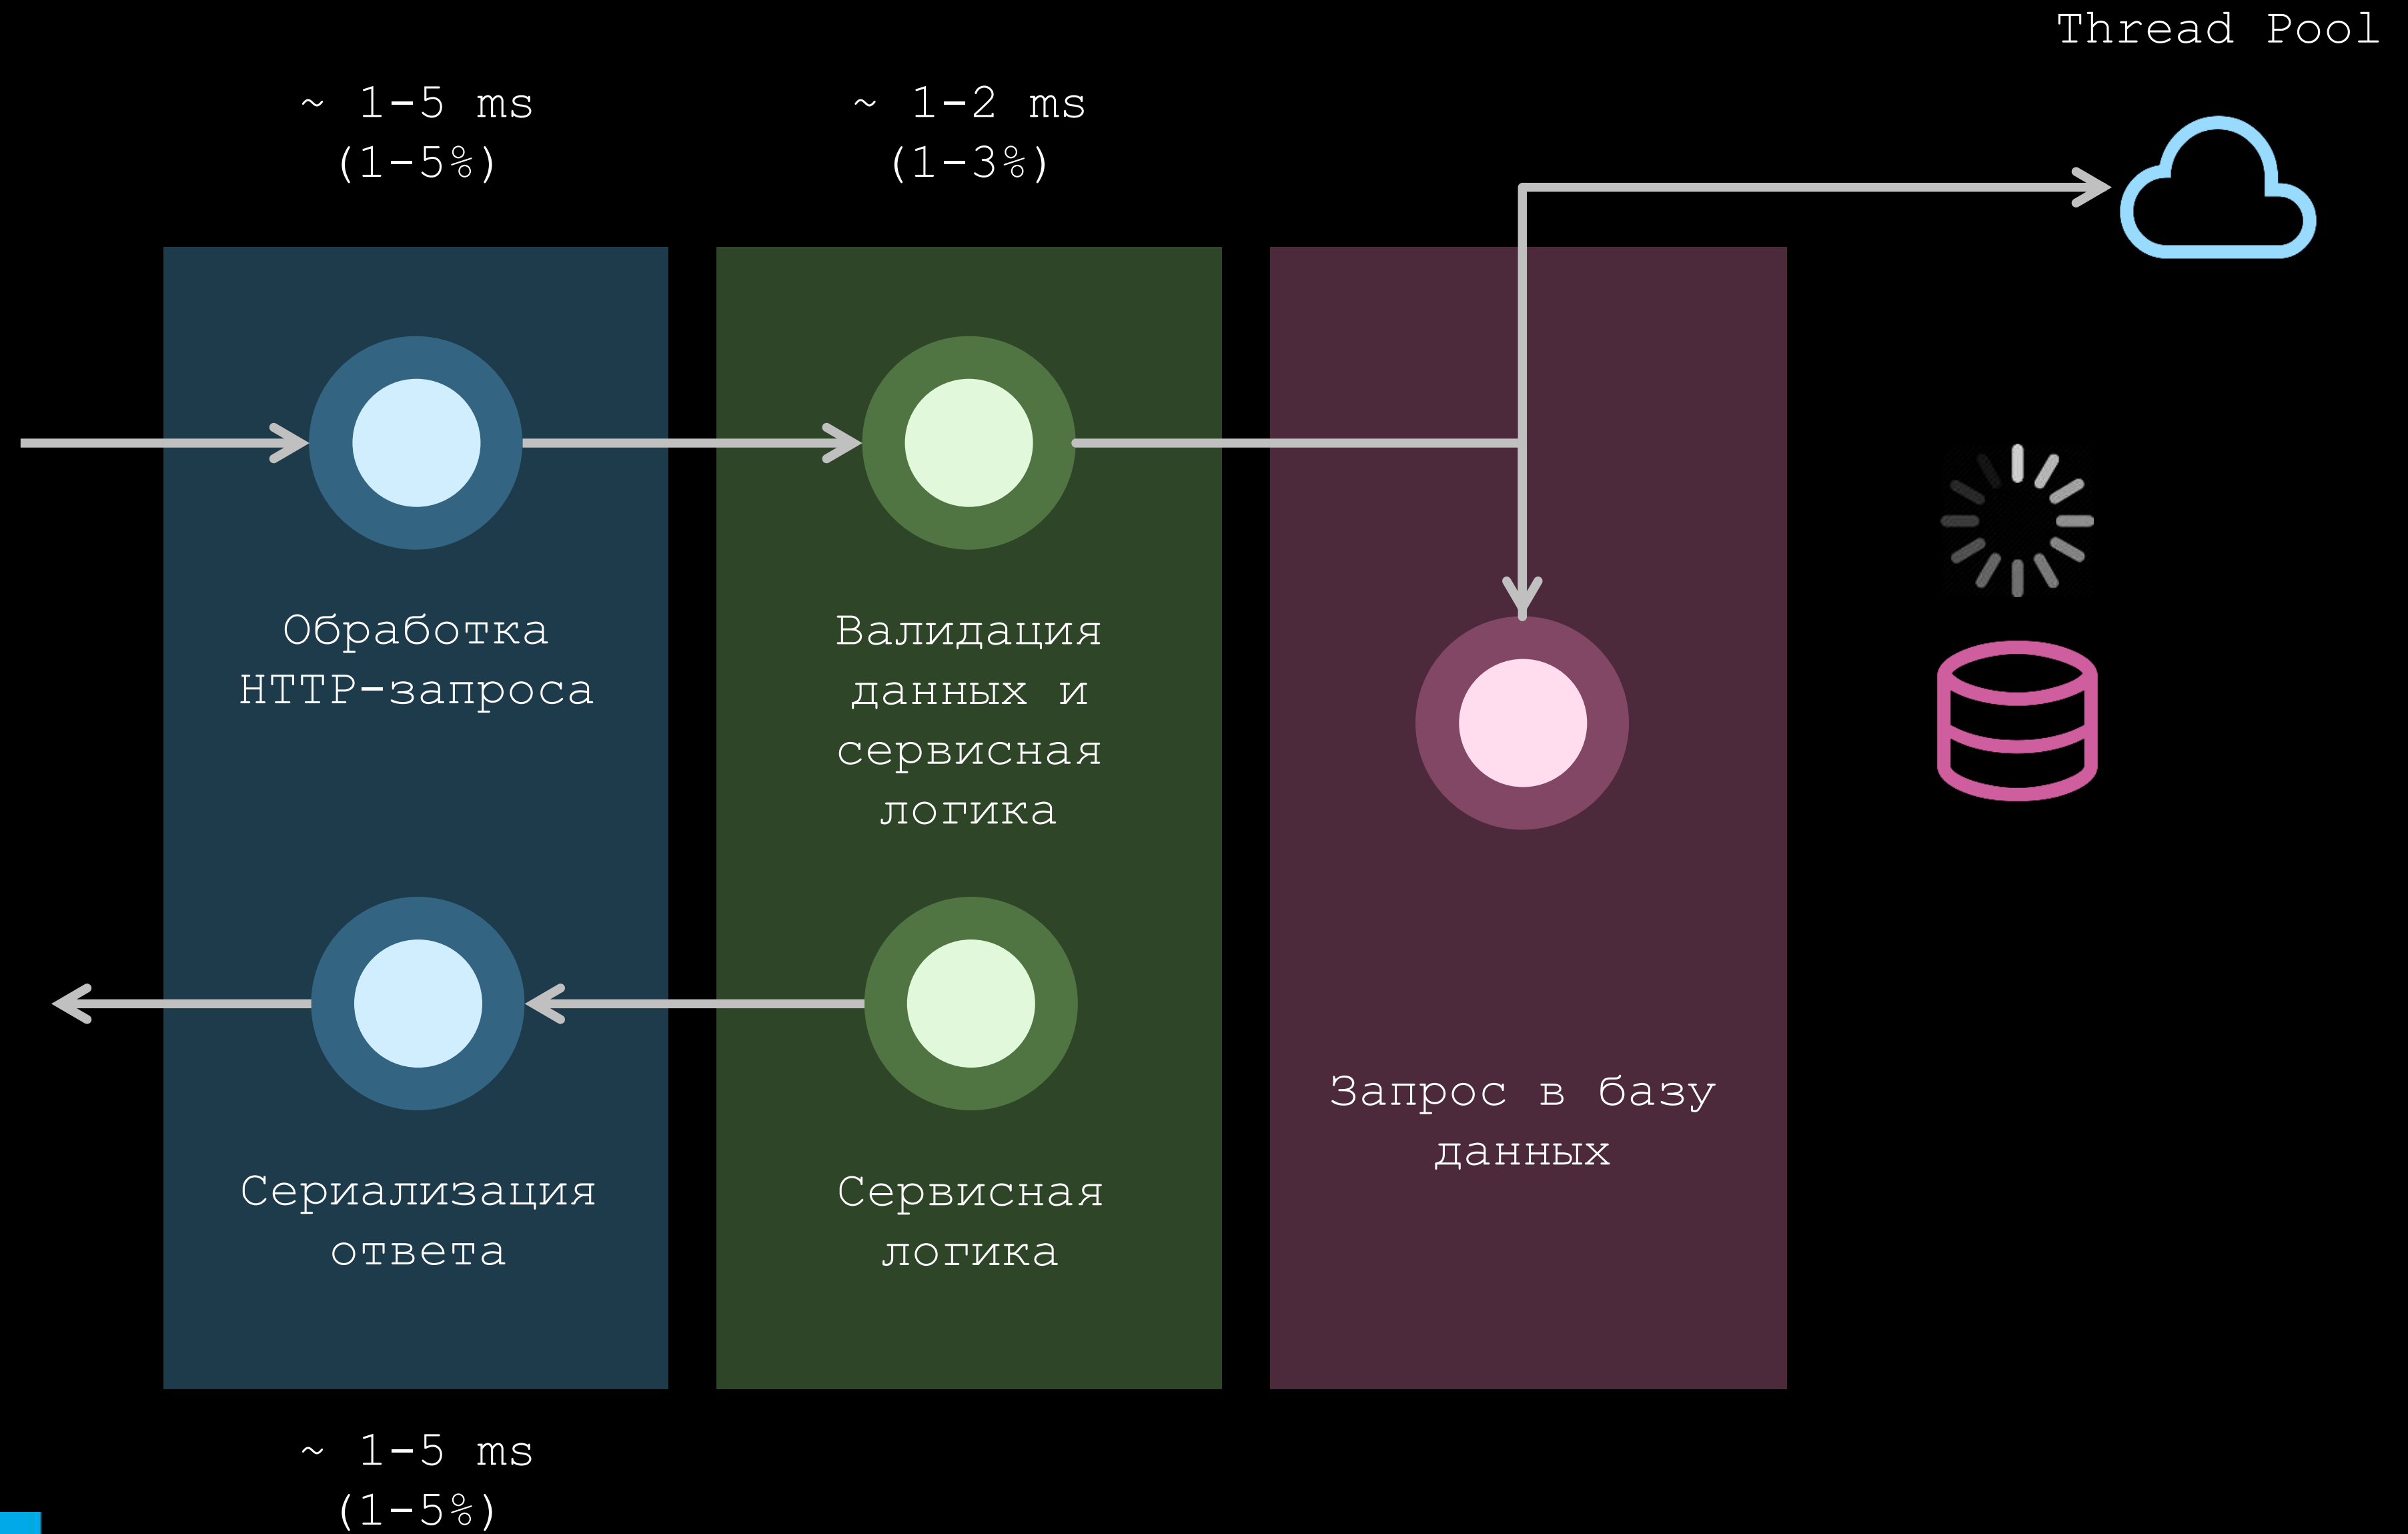 Thread Pool
~ 1-5 ms
(1-5%)
~ 1-2 ms
(1-3%)
Обработка
HTTP-запроса
Валидация
данных и
сервисная
логика
Запрос в базу
данных
Сериализация
ответа
Сервисная
логика
~ 1-5 ms
(1-5%)